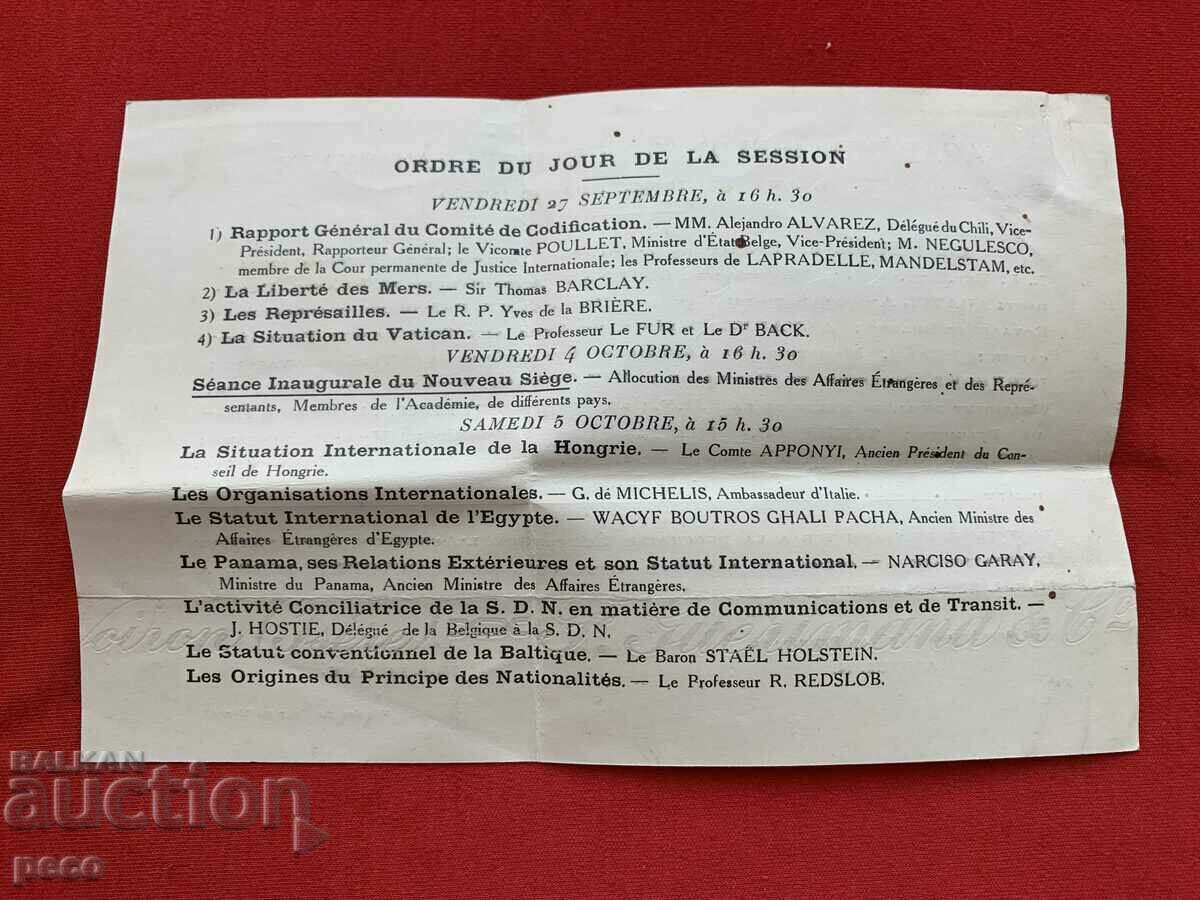 ORDRE DU JOUR DE LA SESSION
VENDREDI 27 SEPTEMBRE, à 16 h. 30
1) Rapport Général du Comité de Codification. — MM. Alejandro ALVAREZ, Délégué du Chili, Vice-
Président, Rapporteur Général; le Vicomte POULLET, Ministre d'État Belge, Vice-Président; M. NEGULESCO,
membre de la Cour permanente de Justice Internationale; les Professeurs de LAPRADELLE, MANDELSTAM, etc.
2) La Liberté des Mers. — Sir Thomas BARCLAY.
3) Les Représailles. — Le R. P. Yves de la BRIÈRE.
4) La Situation du Vatican. — Le Professeur Le FUR et Le Dr BACK.
VENDREDI 4 OCTOBRE, à 16 h. 30
Séance Inaugurale du Nouveau Siège. — Allocution des Ministres des Affaires Étrangères et des Repré-
sentants, Membres de l'Académie, de différents pays.
SAMEDI 5 OCTOBRE, à 15 h. 30
La Situation Internationale de la Hongrie. — Le Comte APPONYI, Ancien Président du Con-
seil de Hongrie.
Les Organisations Internationales. — G. dé MICHELIS, Ambassadeur d'Italie.
Le Statut International de l'Egypte. — WACYF BOUTROS GHALI PACHA, Ancien Ministre des
Affaires Étrangères d'Egypte.
Le Panama, ses Relations Extérieures et son Statut International. — NARCISO GARAY,
Ministre du Panama, Ancien Ministre des Affaires Étrangères.
L'activité Conciliatrice de la S. D. N. en matière de Communications et de Transit. —
J. HOSTIE, Délégué de la Belgique à la S. D. N.
Le Statut conventionnel de la Baltique. — Le Baron STAËL HOLSTEIN.
Les Origines du Principe des Nationalités. — Le Professeur R. REDSLOB.
BALKAN
auction
peco